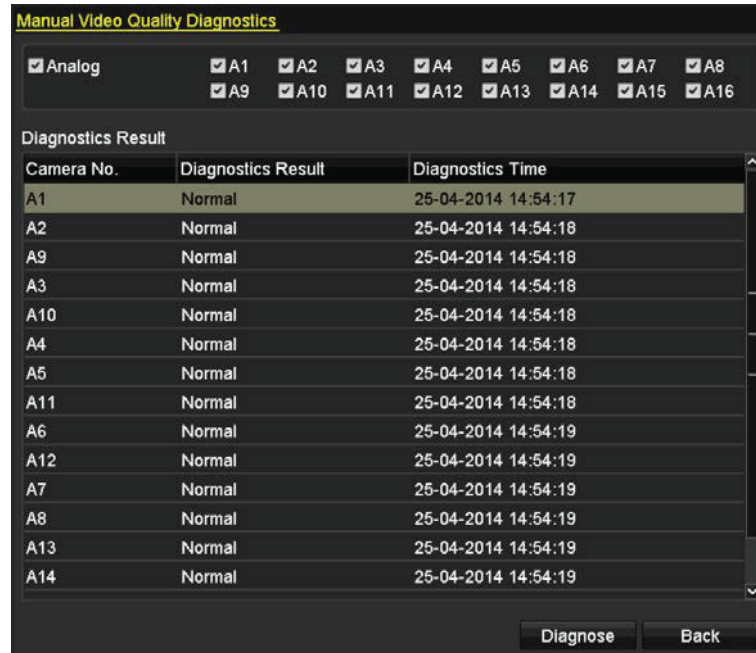 Manual Video Quality Diagnostics
Analog A1 A2 A3 A4 A5 A6 A7 A8
A9 A10 A11 A12 A13 A14 A15 A16
Diagnostics Result
Camera No. Diagnostics Result Diagnostics Time
A1 Normal 25-04-2014 14:54:17
A2 Normal 25-04-2014 14:54:18
A9 Normal 25-04-2014 14:54:18
A3 Normal 25-04-2014 14:54:18
A10 Normal 25-04-2014 14:54:18
A4 Normal 25-04-2014 14:54:18
A5 Normal 25-04-2014 14:54:18
A11 Normal 25-04-2014 14:54:18
A6 Normal 25-04-2014 14:54:19
A12 Normal 25-04-2014 14:54:19
A7 Normal 25-04-2014 14:54:19
A8 Normal 25-04-2014 14:54:19
A13 Normal 25-04-2014 14:54:19
A14 Normal 25-04-2014 14:54:19
Diagnose Back